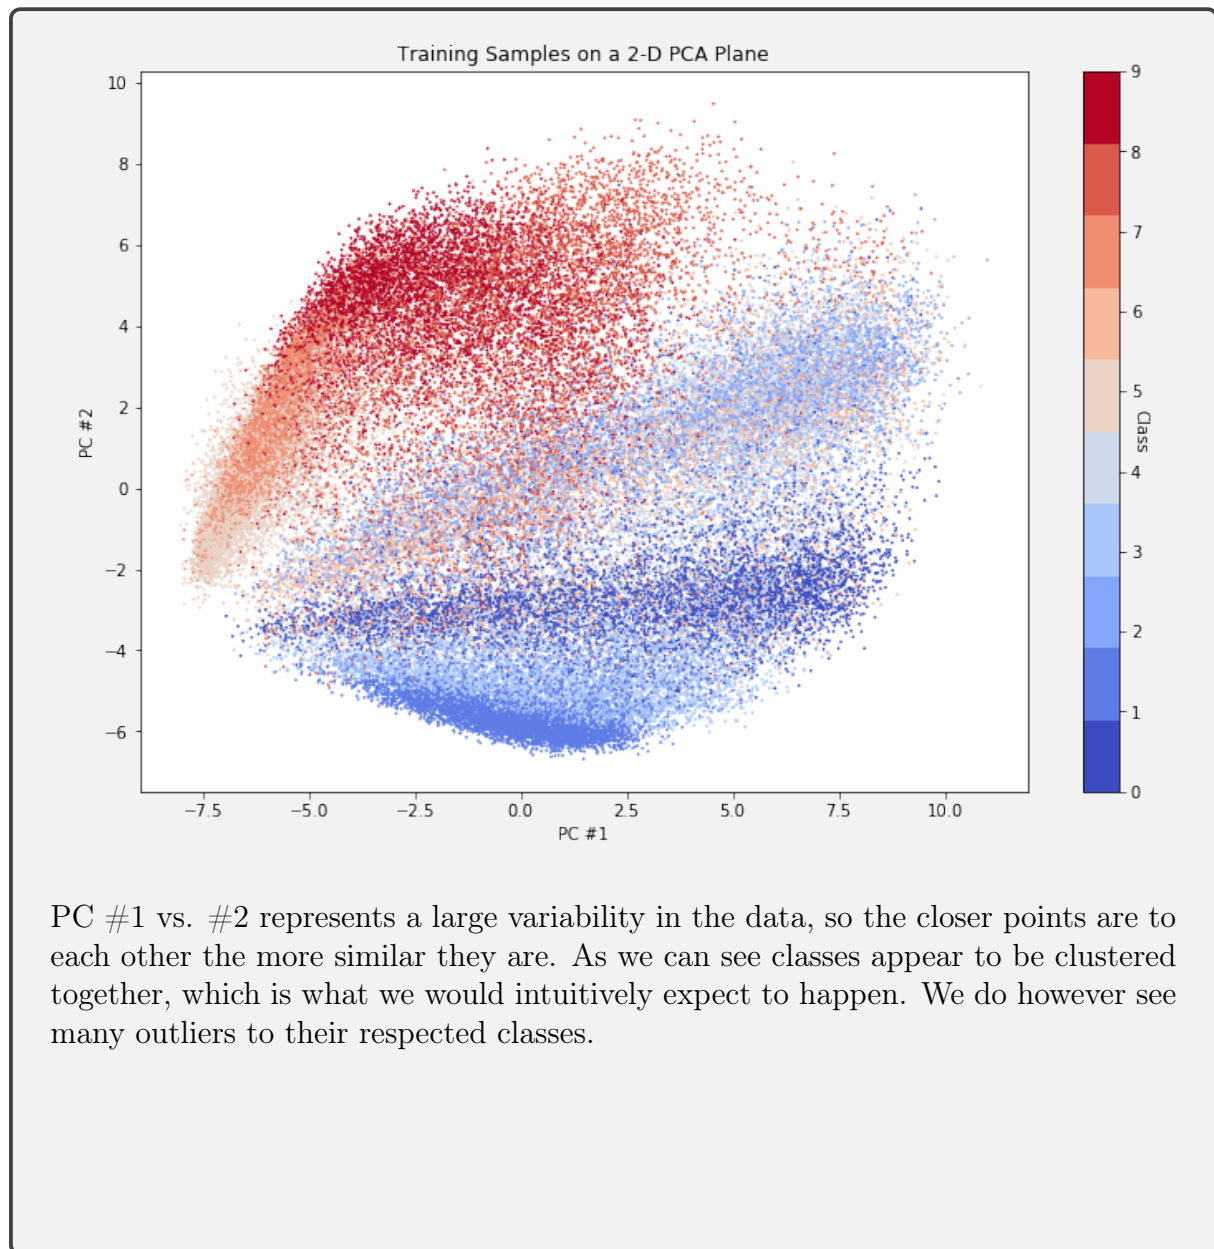 Training Samples on a 2-D PCA Plane
10
8
6
4
2
0
−2
−4
−6
PC #2
−7.5 −5.0 −2.5 0.0 2.5 5.0 7.5 10.0
PC #1
9
8
7
6
5
4
3
2
1
0
Class
PC #1 vs. #2 represents a large variability in the data, so the closer points are to
each other the more similar they are. As we can see classes appear to be clustered
together, which is what we would intuitively expect to happen. We do however see
many outliers to their respected classes.